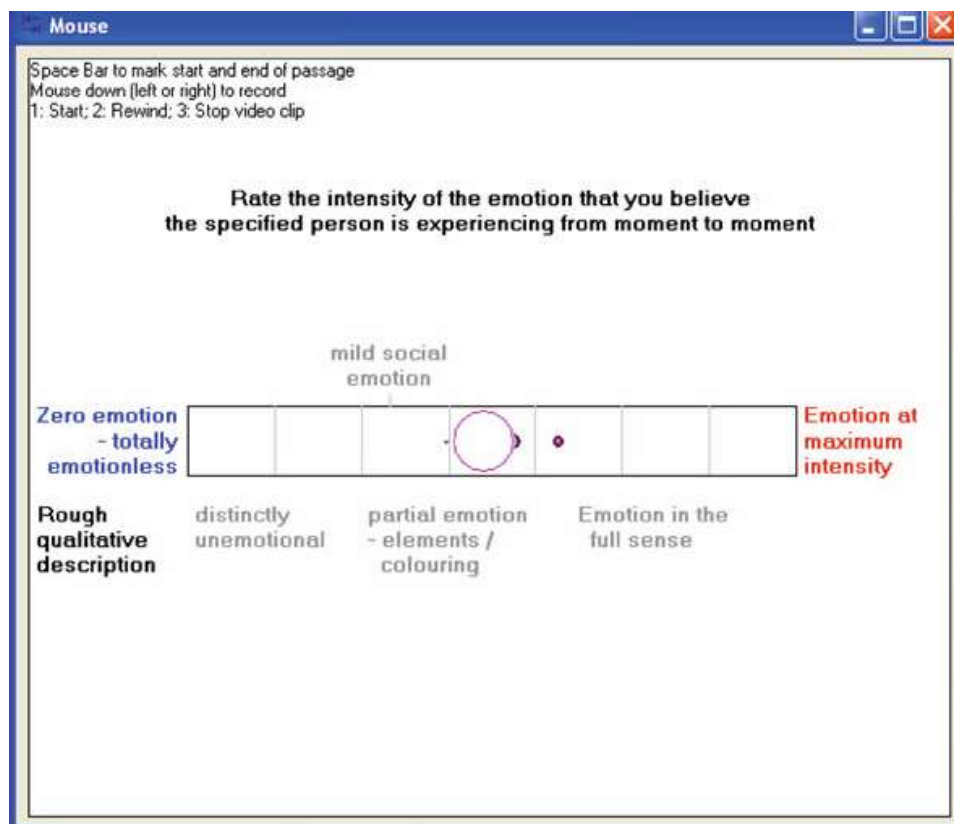 Mouse
Space Bar to mark start and end of passage
Mouse down (left or right) to record
1: Start; 2: Rewind; 3: Stop video clip
Rate the intensity of the emotion that you believe
the specified person is experiencing from moment to moment
mild social
emotion
Zero emotion
- totally
emotionless
Emotion at
maximum
intensity
Rough
qualitative
description
distinctly
unemotional
partial emotion
- elements /
colouring
Emotion in the
full sense